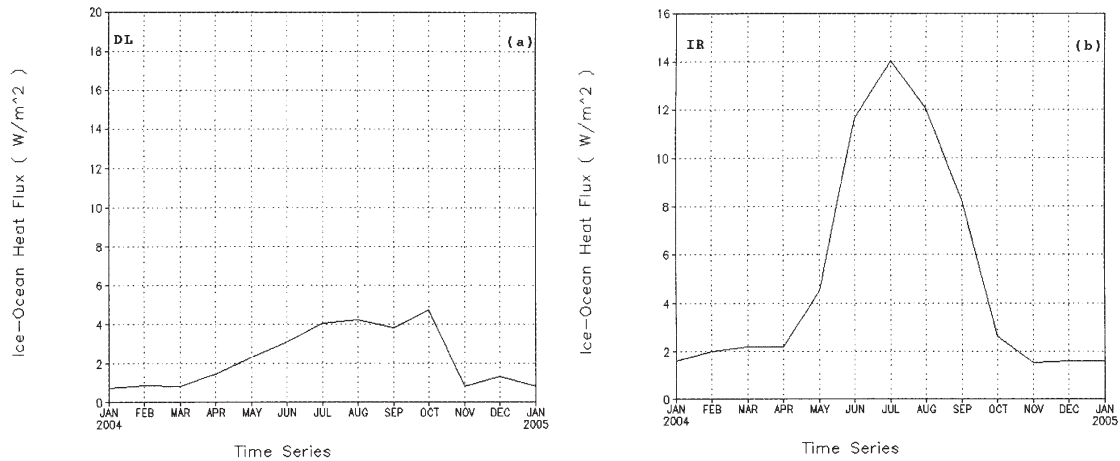 DL
(a)
Ice-Ocean Heat Flux ( W/m^2 )
20
18
16
14
12
10
8
6
4
2
0
JAN FEB MAR APR MAY JUN JUL AUG SEP OCT NOV DEC JAN
2004 2005
Time Series
IR
(b)
Ice-Ocean Heat Flux ( W/m^2 )
16
14
12
10
8
6
4
2
0
JAN FEB MAR APR MAY JUN JUL AUG SEP OCT NOV DEC JAN
2004 2005
Time Series